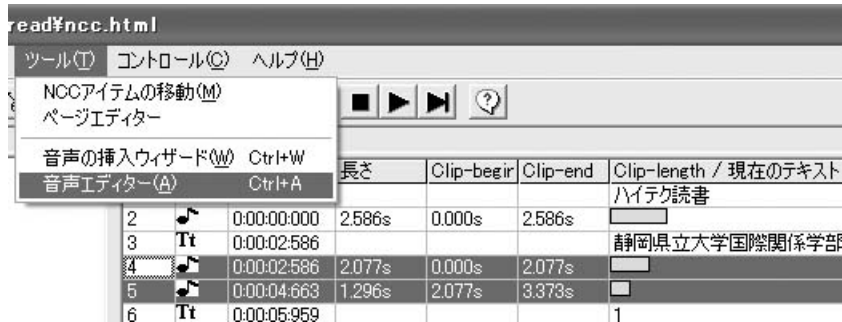 read¥ncc.html
ツール(T) コントロール(C) ヘルプ(H)
NCCアイテムの移動(M)
ページエディター
音声の挿入ウィザード(W) Ctrl+W
音声エディター(A) Ctrl+A
長さ Clip-begin Clip-end Clip-length / 現在のテキスト
ハイテク読書
2 0:00:00:000 2.586s 0.000s 2.586s
3 Tt 0:00:02:586 静岡県立大学国際関係学部
4 0:00:02:586 2.077s 0.000s 2.077s
5 0:00:04:663 1.296s 2.077s 3.373s
6 Tt 0:00:05:959 1